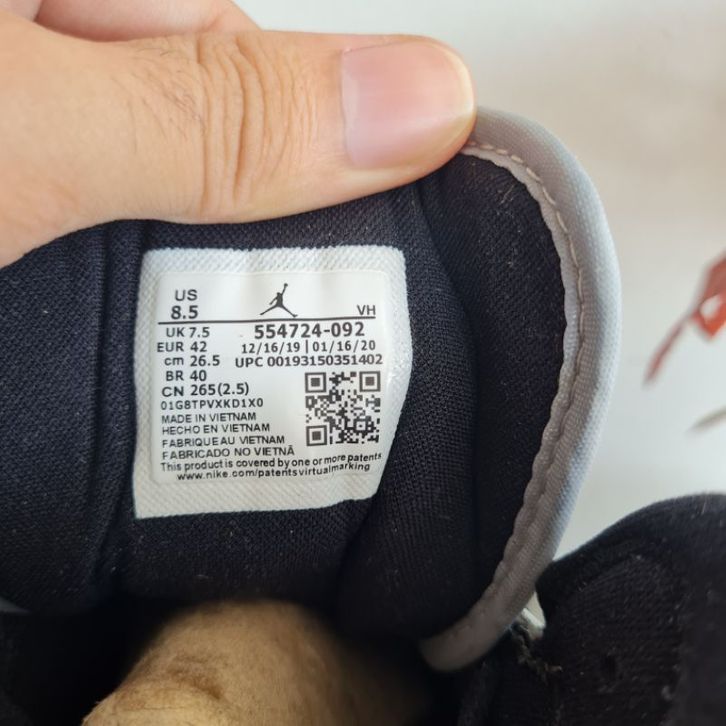 US
8.5
VH
UK 7.5
554724-092
EUR 42
12/16/19 | 01/16/20
cm 26.5
UPC 00193150351402
BR 40
CN 265(2.5)
01G8TPVXKD1X0
MADE IN VIETNAM
HECHO EN VIETNAM
FABRIQUE AU VIETNAM
FABRICADO NO VIETNÃ
This product is covered by one or more patents
www.nike.com/patentsvirtualmarking